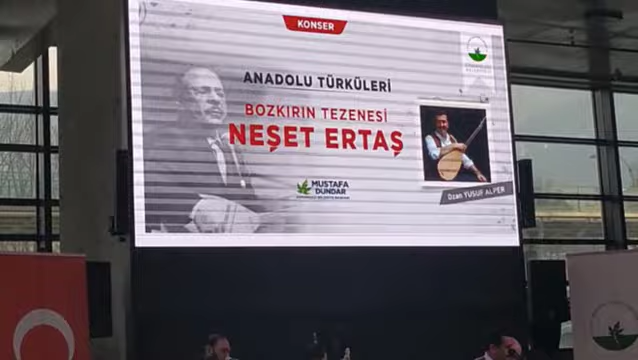 KONSER
ANADOLU TÜRKÜLERİ
BOZKIRIN TEZENESİ
NEŞET ERTAŞ
MUSTAFA
DÜNDAR
Ozan YUSUF ALPER